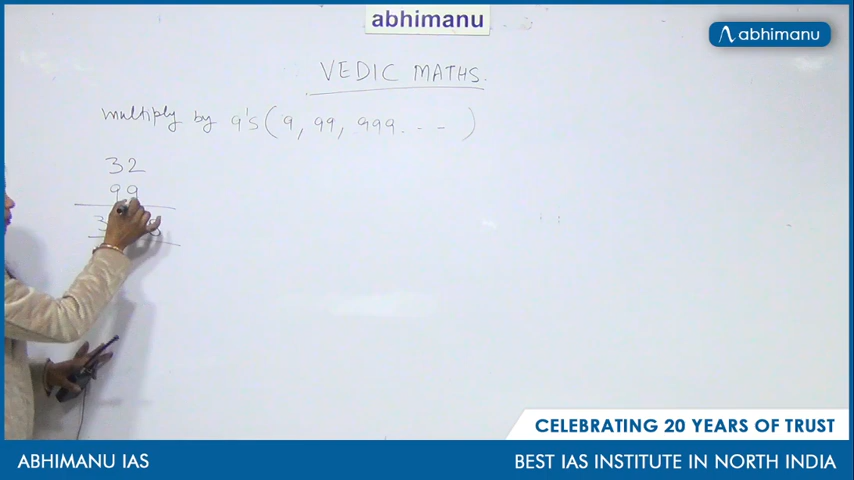 abhimanu
abhimanu
VEDIC MATHS.
multiply by 9's (9, 99, 999... --)
32
99
3
CELEBRATING 20 YEARS OF TRUST
ABHIMANU IAS
BEST IAS INSTITUTE IN NORTH INDIA